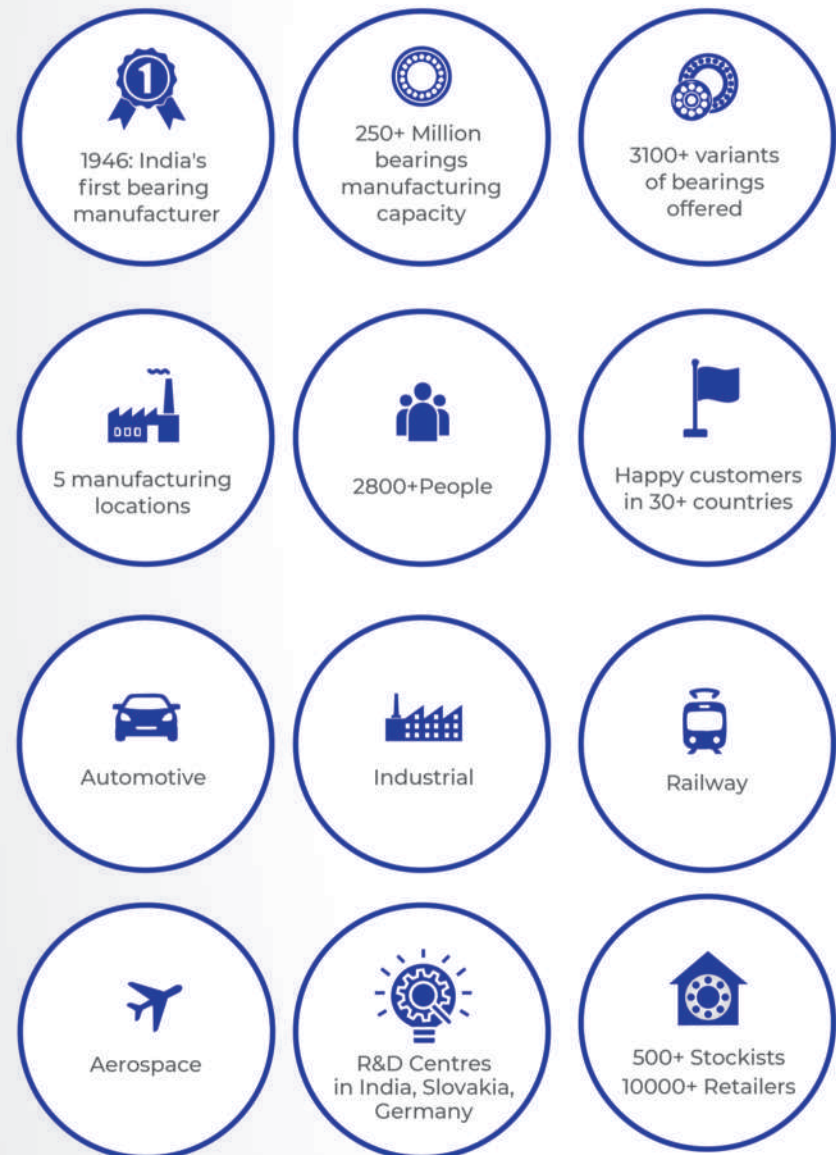 1
1946: India's
first bearing
manufacturer
250+ Million
bearings
manufacturing
capacity
3100+ variants
of bearings
offered
5 manufacturing
locations
2800+People
Happy customers
in 30+ countries
Automotive
Industrial
Railway
Aerospace
R&D Centres
in India, Slovakia,
Germany
500+ Stockists
10000+ Retailers